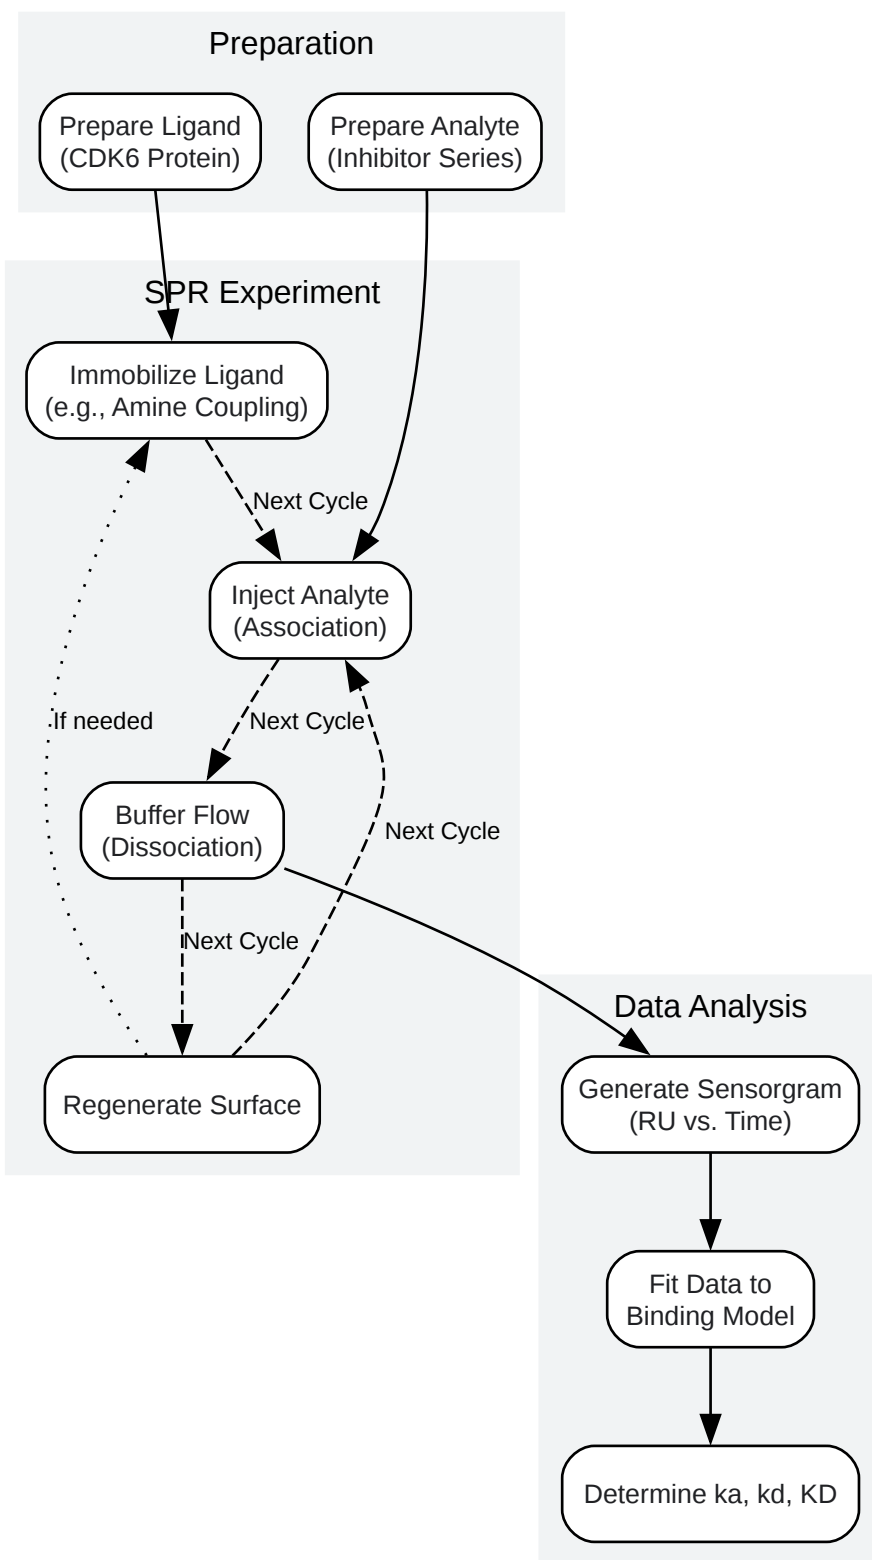 Preparation
Prepare Ligand
(CDK6 Protein)
Prepare Analyte
(Inhibitor Series)
SPR Experiment
Immobilize Ligand
(e.g., Amine Coupling)
Next Cycle
Inject Analyte
(Association)
If needed
Next Cycle
Buffer Flow
(Dissociation)
Next Cycle
Next Cycle
Regenerate Surface
Data Analysis
Generate Sensorgram
(RU vs. Time)
Fit Data to
Binding Model
Determine ka, kd, KD